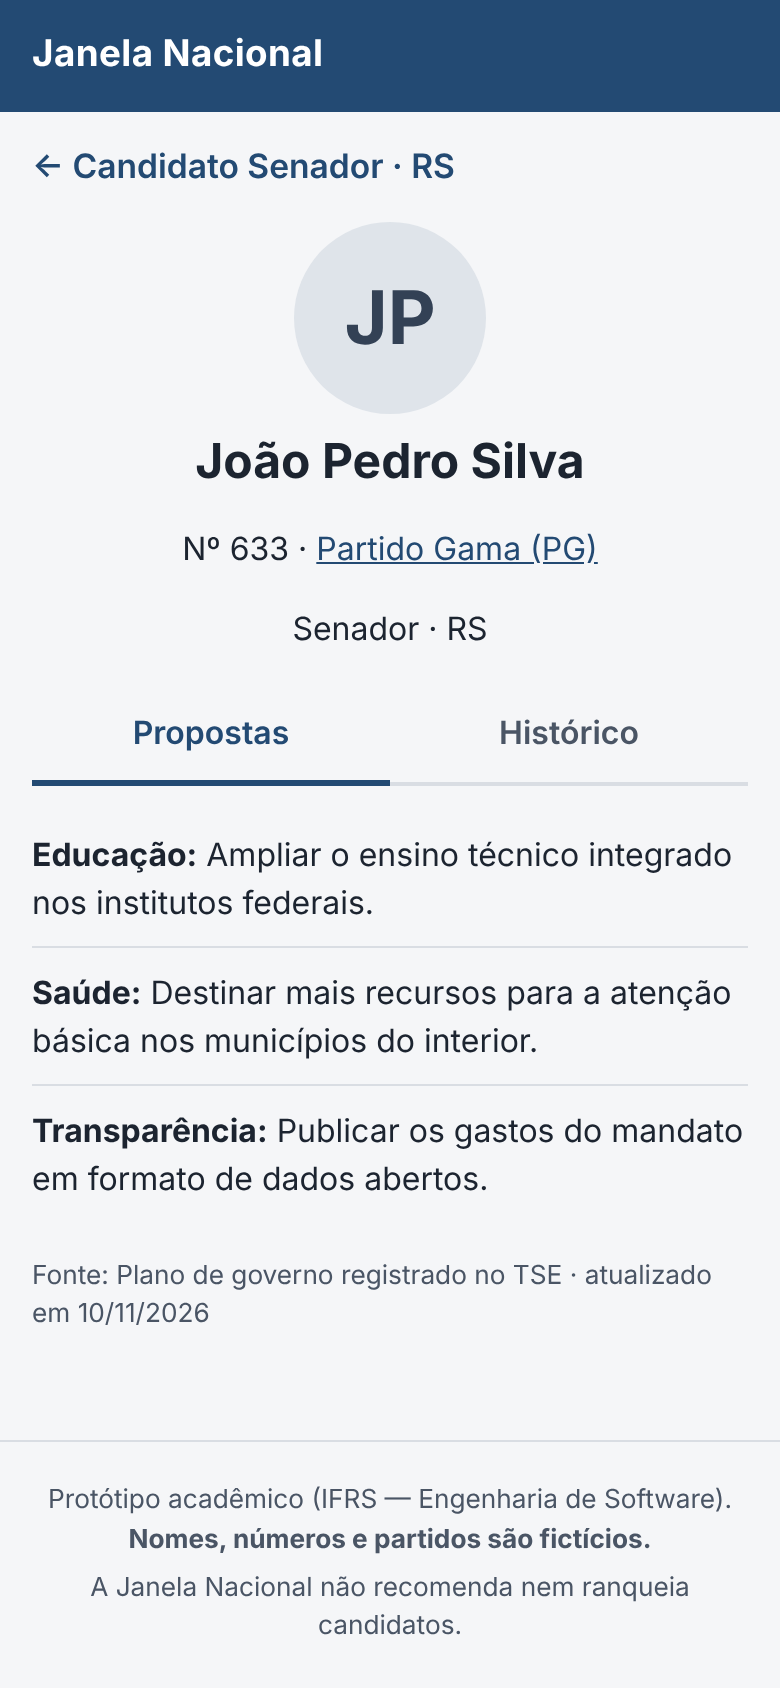 Janela Nacional
← Candidato Senador · RS
JP
João Pedro Silva
Nº 633 · Partido Gama (PG)
Senador · RS
Propostas
Histórico
Educação: Ampliar o ensino técnico integrado
nos institutos federais.
Saúde: Destinar mais recursos para a atenção
básica nos municípios do interior.
Transparência: Publicar os gastos do mandato
em formato de dados abertos.
Fonte: Plano de governo registrado no TSE · atualizado
em 10/11/2026
Protótipo acadêmico (IFRS — Engenharia de Software).
Nomes, números e partidos são fictícios.
A Janela Nacional não recomenda nem ranqueia
candidatos.